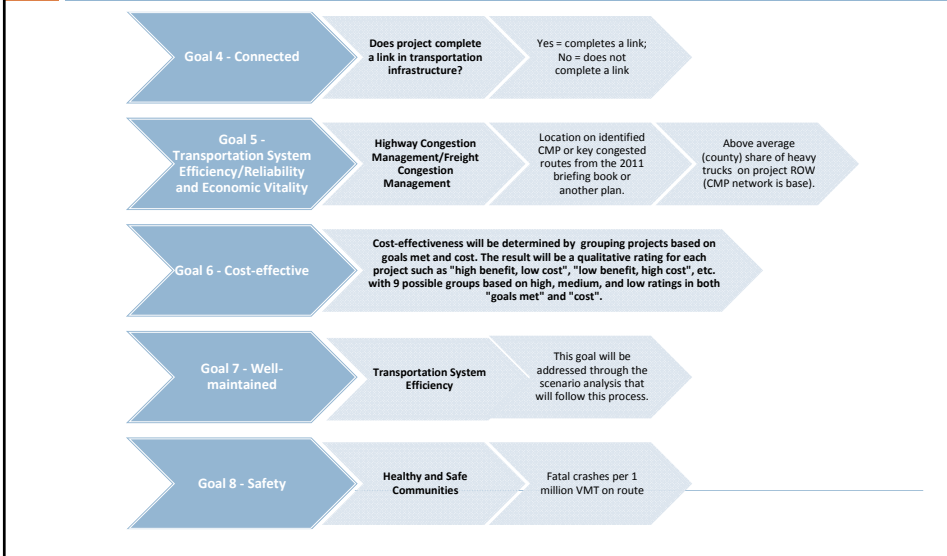 Goal 4 - Connected
Does project complete
a link in transportation
infrastructure?
Yes = completes a link;
No = does not
complete a link
Goal 5 -
Transportation System
Efficiency/Reliability
and Economic Vitality
Highway Congestion
Management/Freight
Congestion
Management
Location on identified
CMP or key congested
routes from the 2011
briefing book or
another plan.
Above average
(county) share of heavy
trucks on project ROW
(CMP network is base).
Goal 6 - Cost-effective
Cost-effectiveness will be determined by grouping projects based on
goals met and cost. The result will be a qualitative rating for each
project such as "high benefit, low cost", "low benefit, high cost", etc.
with 9 possible groups based on high, medium, and low ratings in both
"goals met" and "cost".
Goal 7 - Well-
maintained
Transportation System
Efficiency
This goal will be
addressed through the
scenario analysis that
will follow this process.
Goal 8 - Safety
Healthy and Safe
Communities
Fatal crashes per 1
million VMT on route